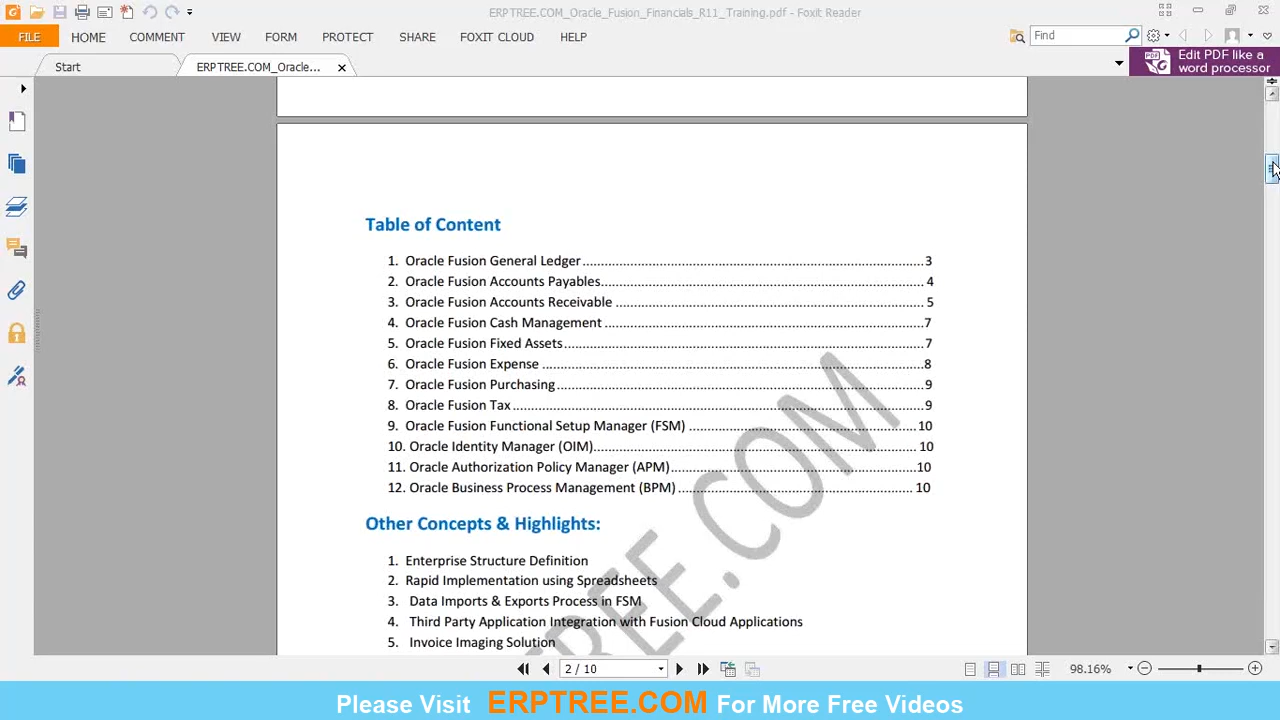 ERPTREE.COM_Oracle_Fusion_Financials_R11_Training.pdf - Foxit Reader
FILE HOME COMMENT VIEW FORM PROTECT SHARE FOXIT CLOUD HELP
Find
Start
ERPTREE.COM_Oracle...
Edit PDF like a
word processor
Table of Content
1. Oracle Fusion General Ledger 3
2. Oracle Fusion Accounts Payables 4
3. Oracle Fusion Accounts Receivable 5
4. Oracle Fusion Cash Management 7
5. Oracle Fusion Fixed Assets 7
6. Oracle Fusion Expense 8
7. Oracle Fusion Purchasing 9
8. Oracle Fusion Tax 9
9. Oracle Fusion Functional Setup Manager (FSM) 10
10. Oracle Identity Manager (OIM) 10
11. Oracle Authorization Policy Manager (APM) 10
12. Oracle Business Process Management (BPM) 10
Other Concepts & Highlights:
1. Enterprise Structure Definition
2. Rapid Implementation using Spreadsheets
3. Data Imports & Exports Process in FSM
4. Third Party Application Integration with Fusion Cloud Applications
5. Invoice Imaging Solution
TREE.COM
2 / 10
98.16%
Please Visit ERPTREE.COM For More Free Videos